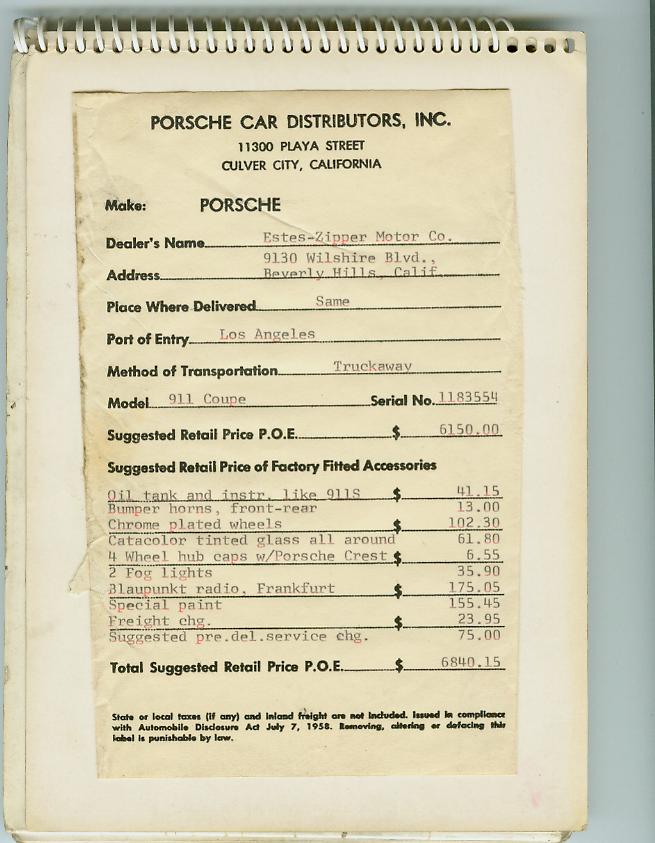 PORSCHE CAR DISTRIBUTORS, INC.
11300 PLAYA STREET
CULVER CITY, CALIFORNIA
Make: PORSCHE
Dealer's Name Estes-Zipper Motor Co.
9130 Wilshire Blvd.,
Address Beverly Hills, Calif.
Place Where Delivered Same
Port of Entry Los Angeles
Method of Transportation Truckaway
Model 911 Coupe Serial No. 1183554
Suggested Retail Price P.O.E. $ 6150.00
Suggested Retail Price of Factory Fitted Accessories
Oil tank and instr. like 911S $ 41.15
Bumper horns, front-rear 13.00
Chrome plated wheels $ 102.30
Catacolor tinted glass all around 61.80
4 Wheel hub caps w/Porsche Crest $ 6.55
2 Fog lights 35.90
Blaupunkt radio, Frankfurt $ 175.05
Special paint 155.45
Freight chg. $ 23.95
Suggested pre.del.service chg. 75.00
Total Suggested Retail Price P.O.E. $ 6840.15
State or local taxes (if any) and inland freight are not included. Issued in compliance
with Automobile Disclosure Act July 7, 1958. Removing, altering or defacing this
label is punishable by law.